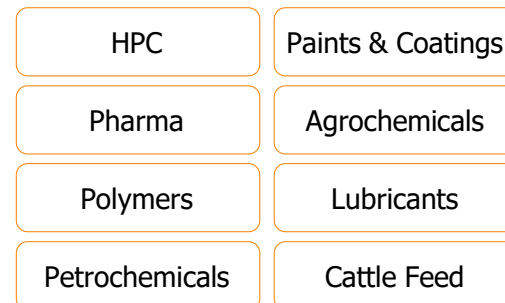 HPC
Paints & Coatings
Pharma
Agrochemicals
Polymers
Lubricants
Petrochemicals
Cattle Feed